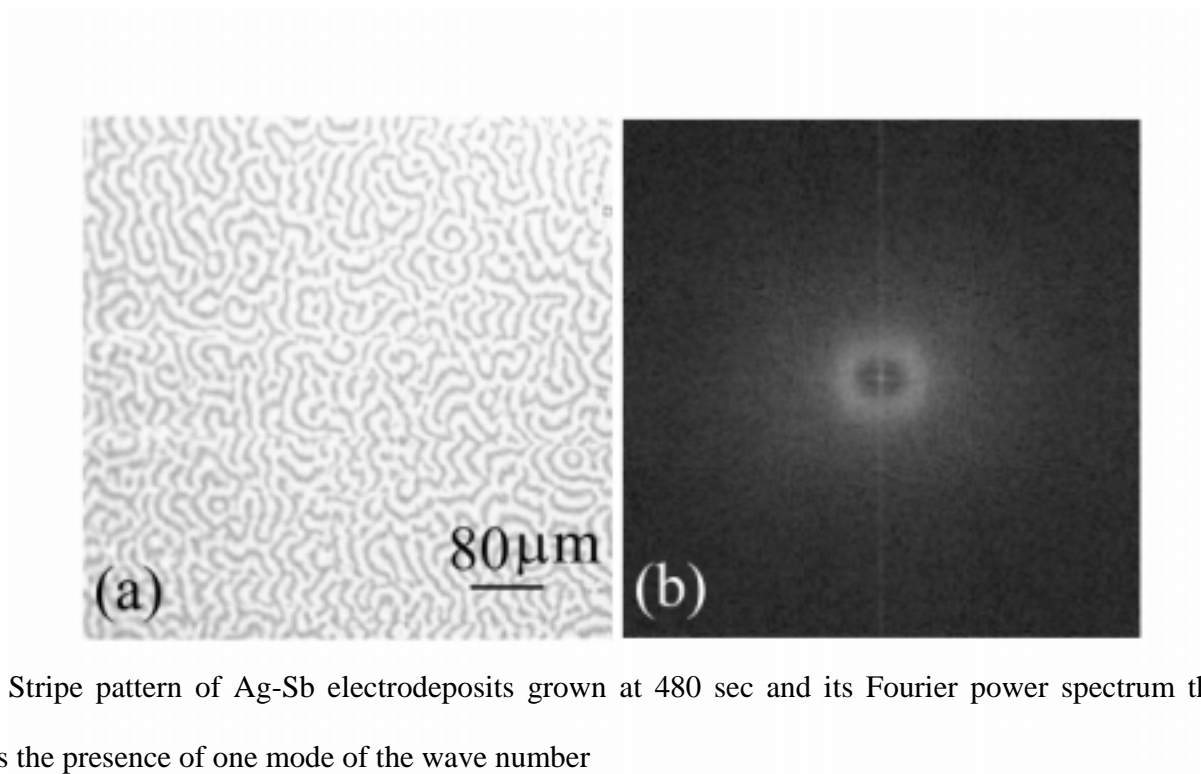 80μm
(a)
(b)
Stripe pattern of Ag-Sb electrodeposits grown at 480 sec and its Fourier power spectrum
the presence of one mode of the wave number